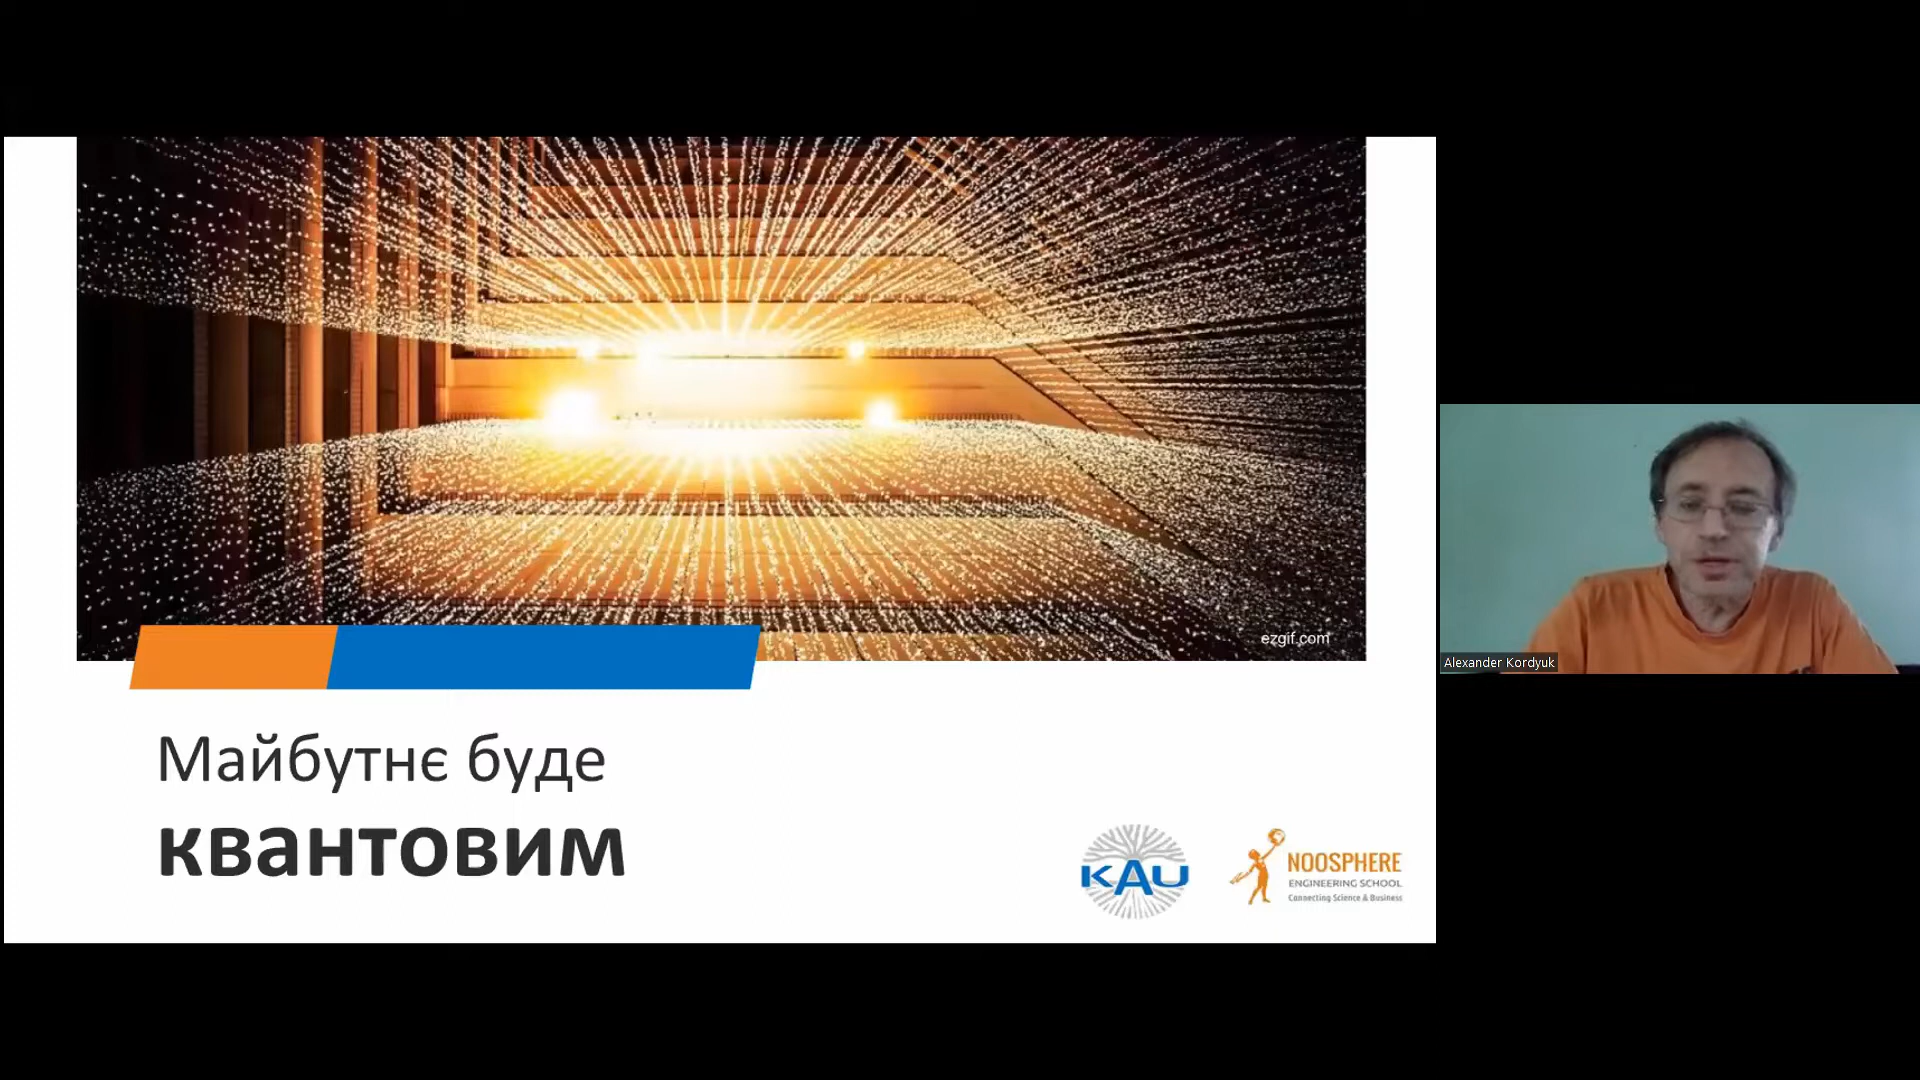 ezgif.com
Майбутнє буде
квантовим
KAU
NOOSPHERE
ENGINEERING SCHOOL
Connecting Science & Business
Alexander Kordyuk